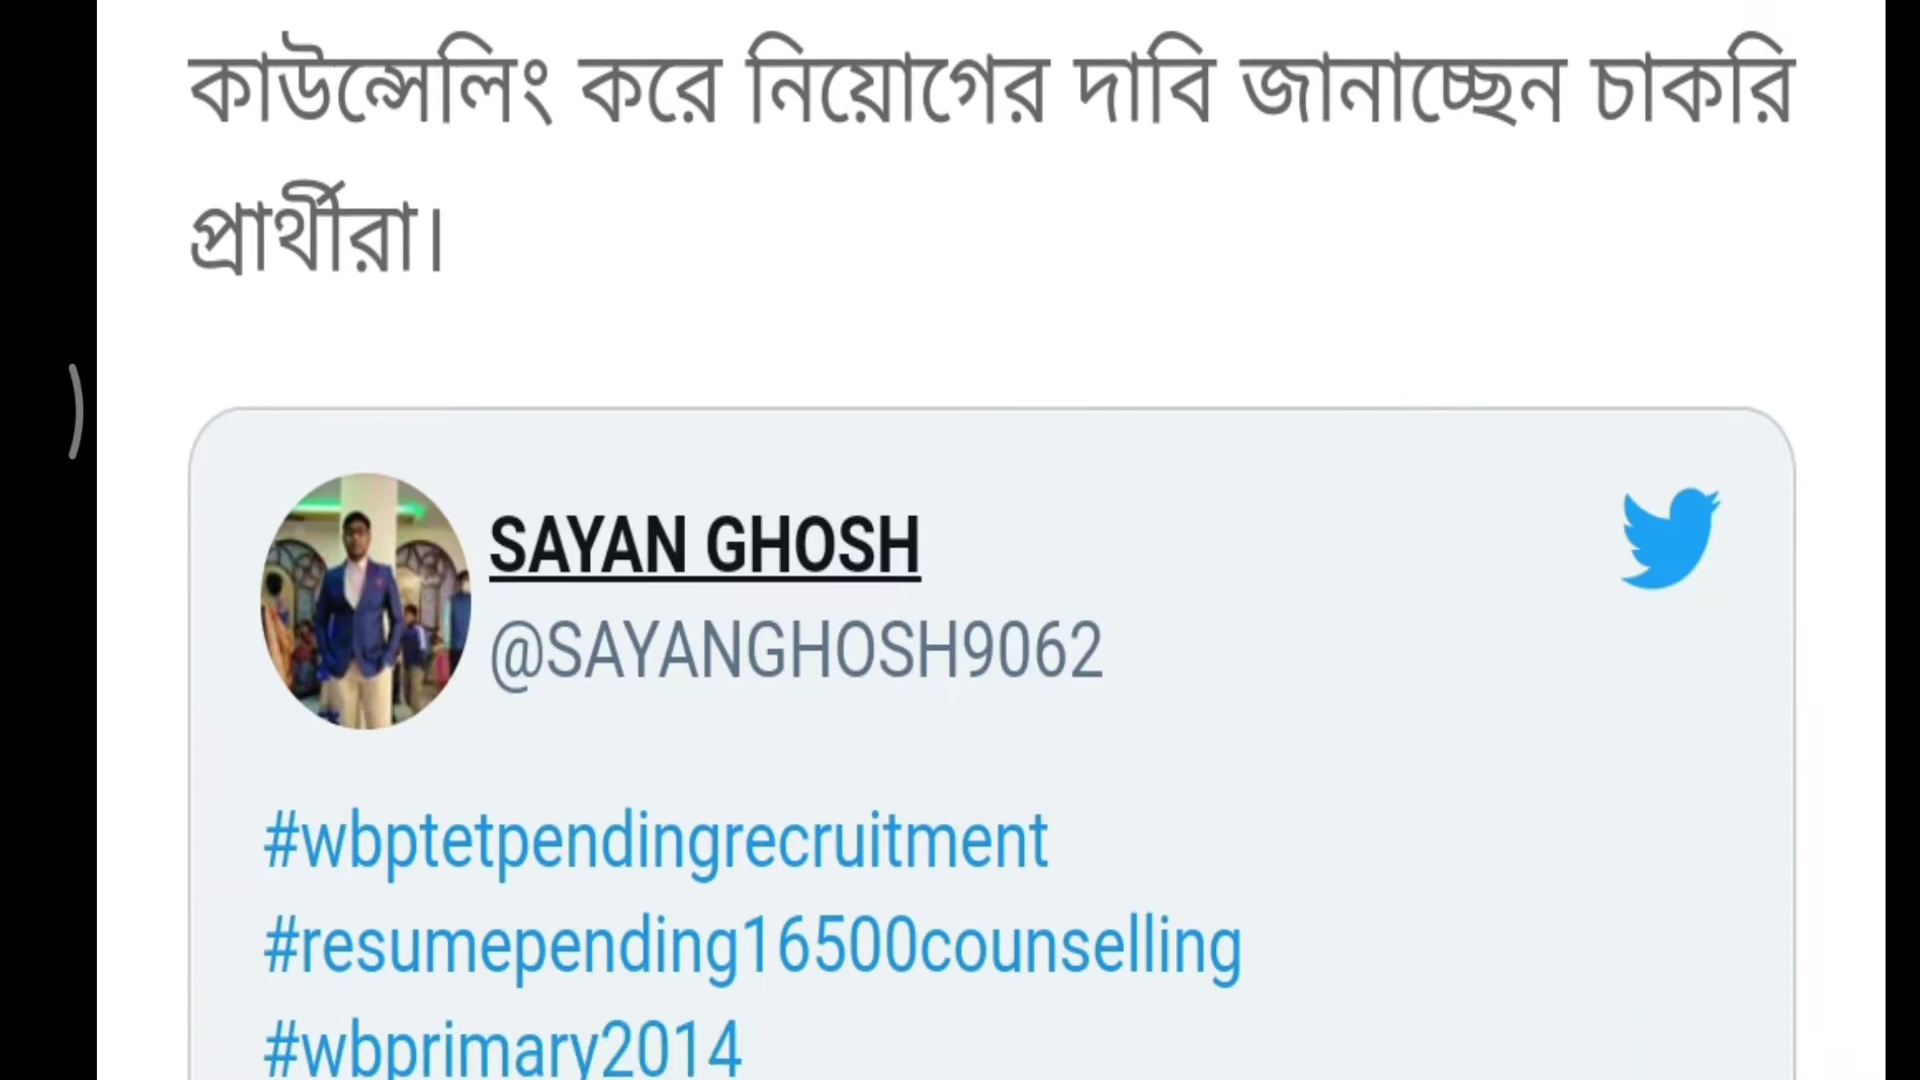 কাউন্সেলিং করে নিয়োগের দাবি জানাচ্ছেন চাকরি
প্রার্থীরা।
SAYAN GHOSH
@SAYANGHOSH9062
#wbptetpendingrecruitment
#resumepending16500counselling
#wbprimary2014